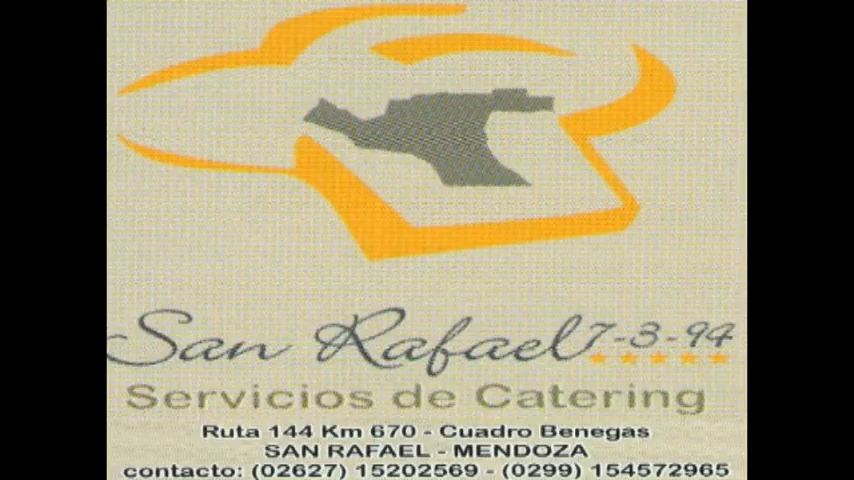 San Rafael 7-3-94
Servicios de Catering
Ruta 144 Km 670 - Cuadro Benegas
SAN RAFAEL - MENDOZA
contacto: (02627) 15202569 - (0299) 154572965